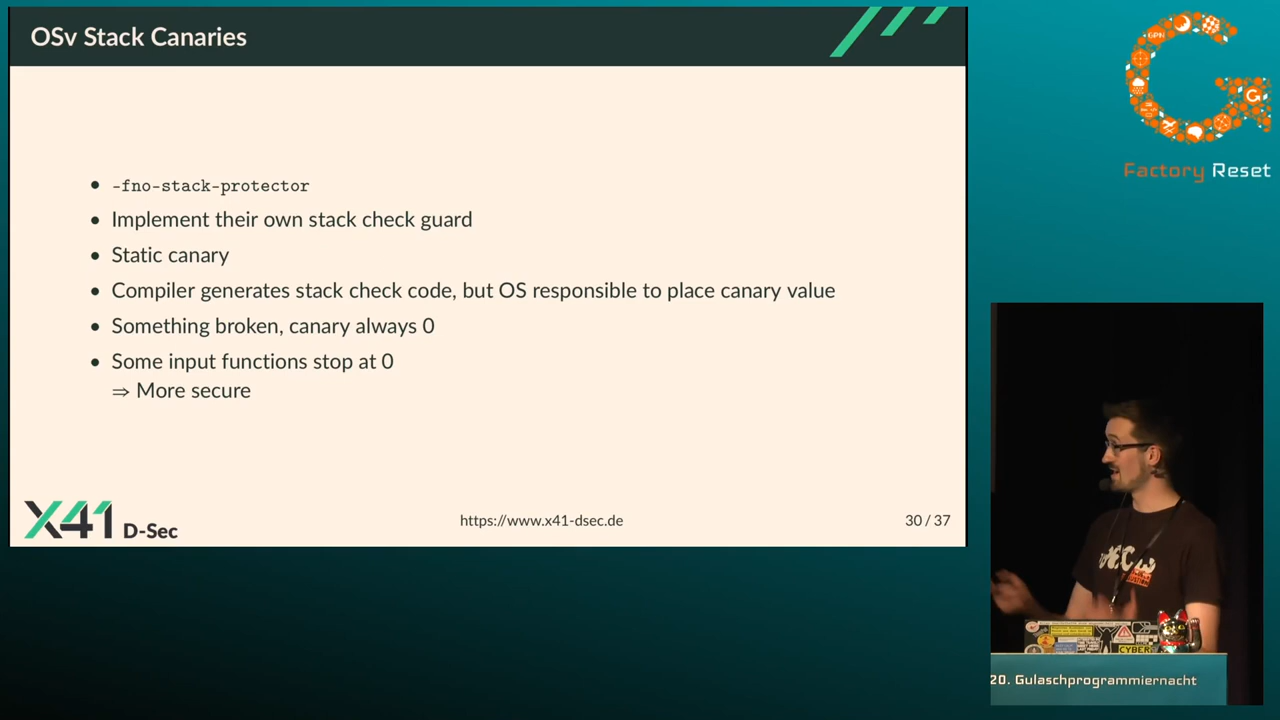 OSv Stack Canaries
-fno-stack-protector
Implement their own stack check guard
Static canary
Compiler generates stack check code, but OS responsible to place canary value
Something broken, canary always 0
Some input functions stop at 0
⇒ More secure
X41 D-Sec
https://www.x41-dsec.de
30 / 37
GPN
G
Factory Reset
CYBER
20. Gulaschprogrammiernacht